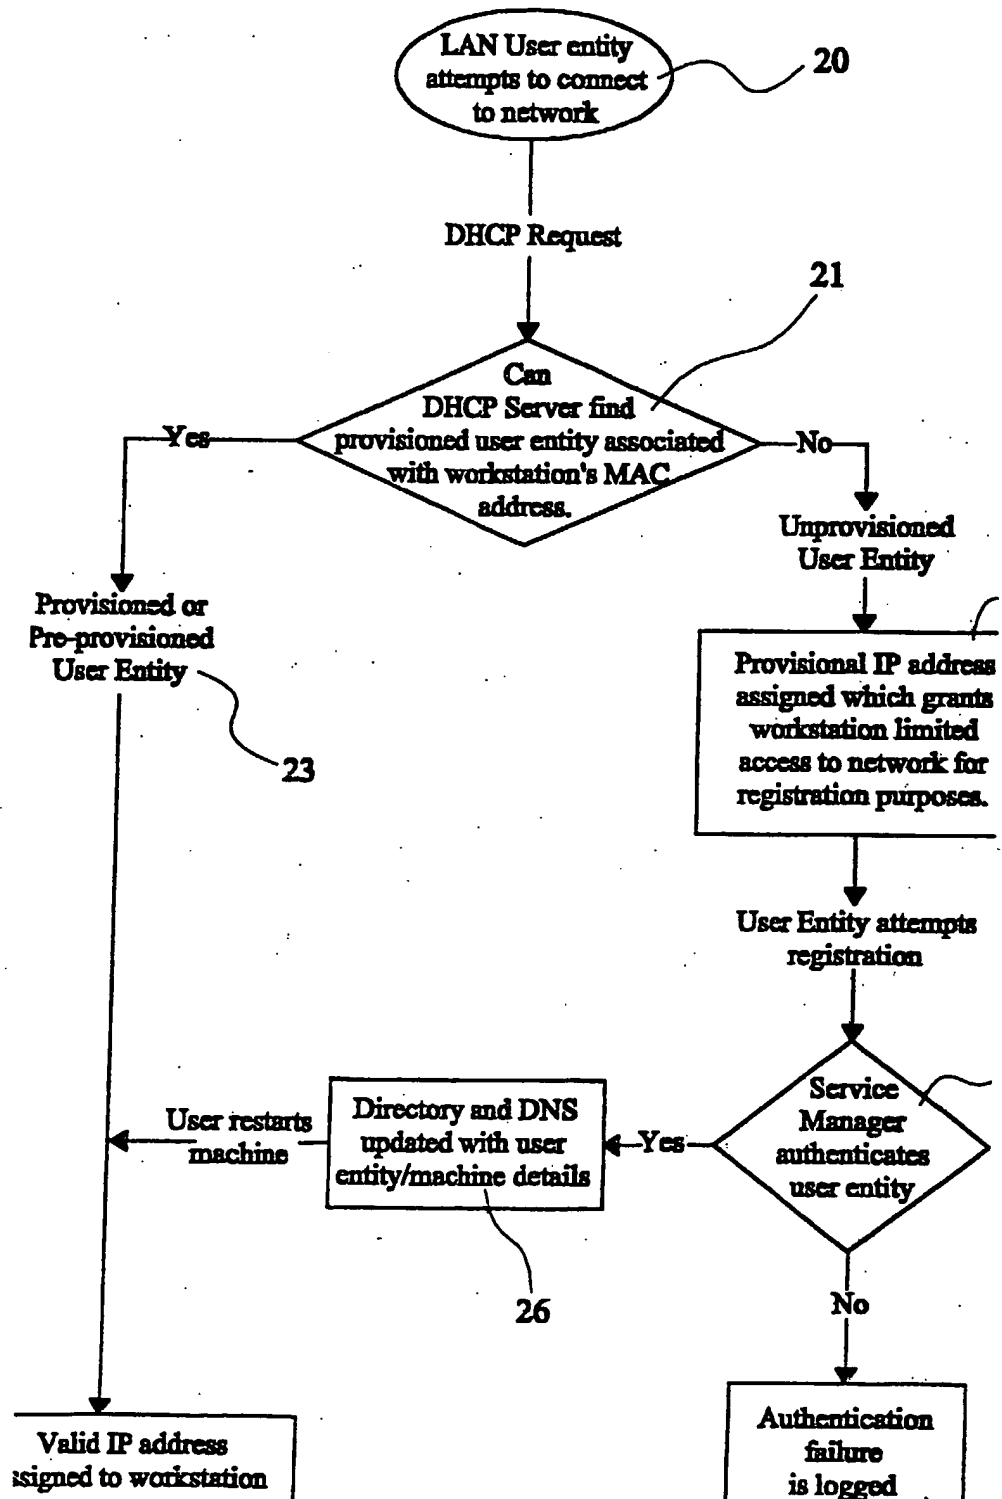 LAN User entity
attempts to connect
to network
20
DHCP Request
21
Can
DHCP Server find
provisioned user entity associated
with workstation's MAC
address.
Yes
No
Unprovisioned
User Entity
Provisioned or
Pre-provisioned
User Entity
23
Provisional IP address
assigned which grants
workstation limited
access to network for
registration purposes.
User Entity attempts
registration
Service
Manager
authenticates
user entity
Yes
Directory and DNS
updated with user
entity/machine details
User restarts
machine
26
No
Valid IP address
ssigned to workstation
Authentication
failure
is logged